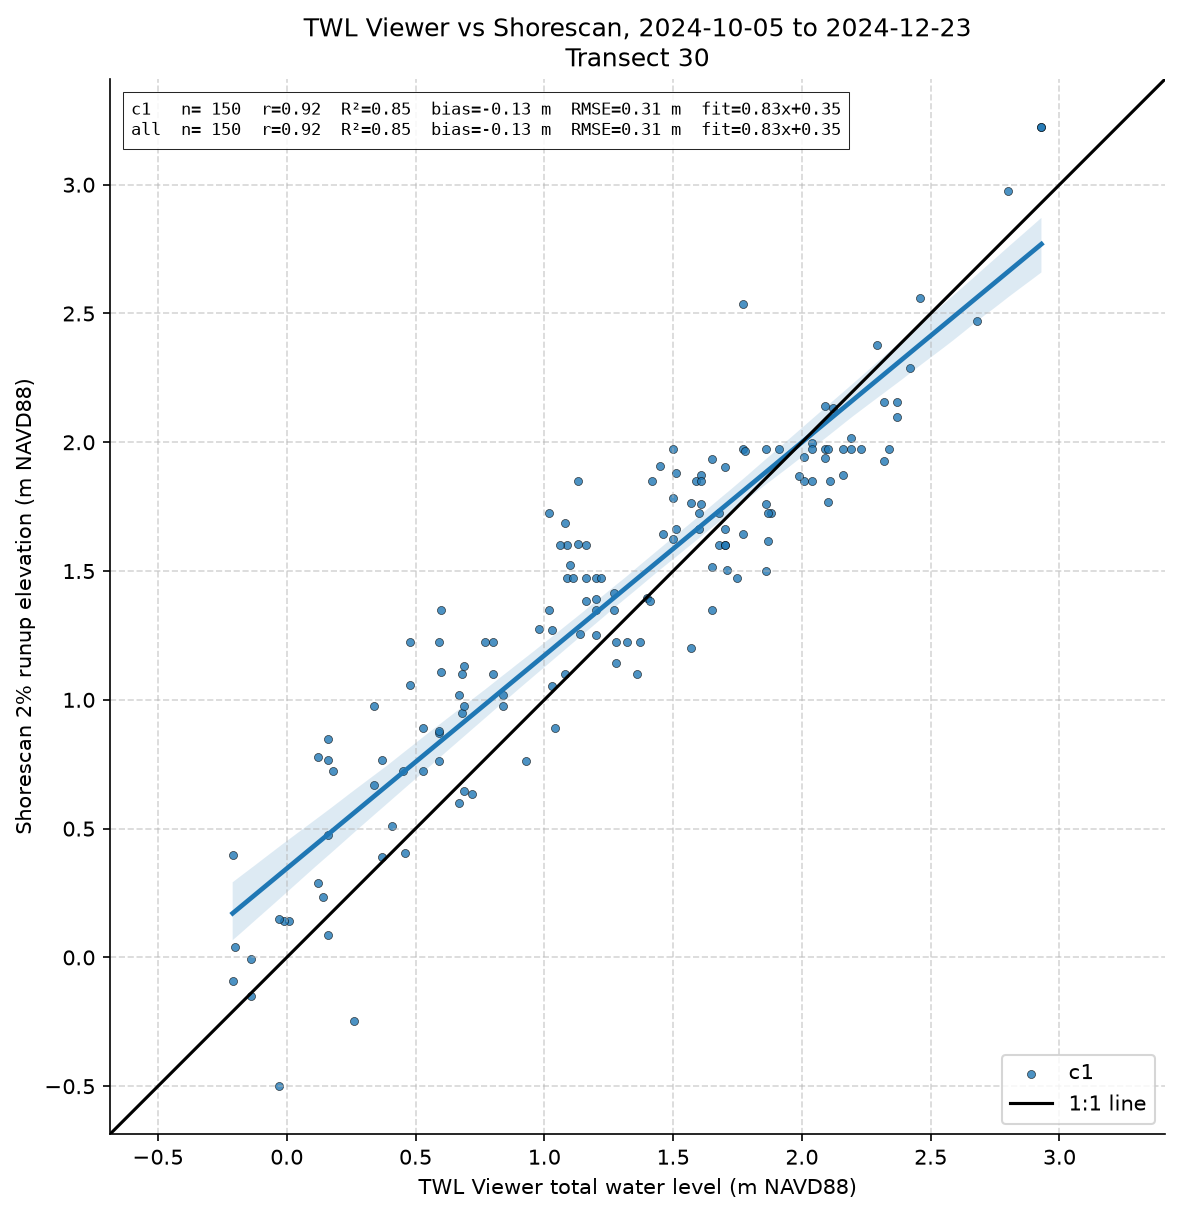 TWL Viewer vs Shorescan, 2024-10-05 to 2024-12-23
Transect 30
c1   n= 150  r=0.92  R²=0.85  bias=-0.13 m  RMSE=0.31 m  fit=0.83x+0.35
all  n= 150  r=0.92  R²=0.85  bias=-0.13 m  RMSE=0.31 m  fit=0.83x+0.35
Shorescan 2% runup elevation (m NAVD88)
3.0
2.5
2.0
1.5
1.0
0.5
0.0
−0.5
c1
1:1 line
−0.5 0.0 0.5 1.0 1.5 2.0 2.5 3.0
TWL Viewer total water level (m NAVD88)